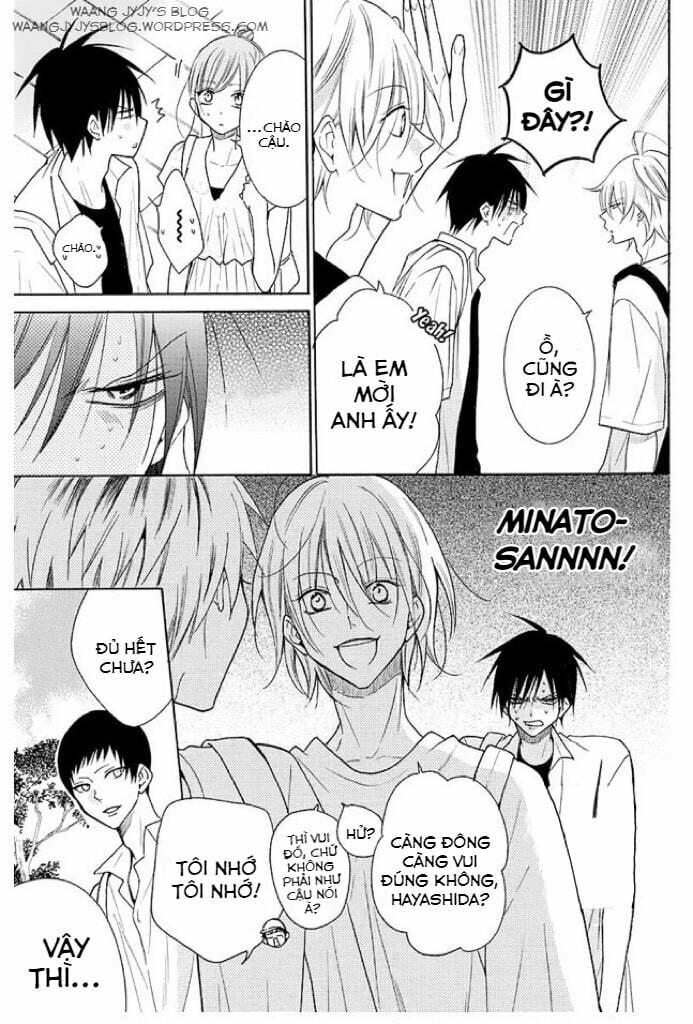 WAANG JYJY'S BLOG
WAANGJYJYSBLOG.WORDPRESS.COM
GÌ
ĐÂY?!
Ồ,
CŨNG
ĐI À?
Yeah!
LÀ EM
MỜI
ANH ẤY!
...CHÀO
CẬU.
CHÀO.
MINATO-
SANNNN!
CÀNG ĐÔNG
CÀNG VUI
ĐÚNG KHÔNG,
HAYASHIDA?
HỬ?
THÌ VUI
ĐÓ, CHỨ
KHÔNG
PHẢI NHƯ
CẬU NÓI
À?
TÔI NHỚ
TÔI NHỚ!
ĐỦ HẾT
CHƯA?
VẬY
THÌ...